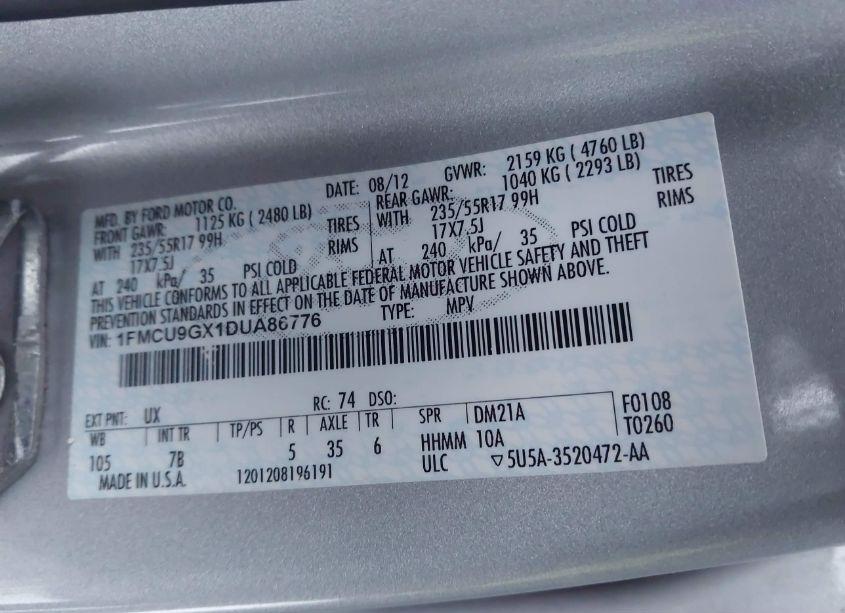 MFD. BY FORD MOTOR CO. DATE: 08/12 GVWR: 2159 KG ( 4760 LB)
FRONT GAWR: 1125 KG ( 2480 LB) REAR GAWR: 1040 KG ( 2293 LB)
WITH 235/55R17 99H TIRES WITH 235/55R17 99H TIRES
17X7.5J RIMS 17X7.5J RIMS
AT 240 kPa/ 35 PSI COLD AT 240 kPa/ 35 PSI COLD
THIS VEHICLE CONFORMS TO ALL APPLICABLE FEDERAL MOTOR VEHICLE SAFETY AND THEFT
PREVENTION STANDARDS IN EFFECT ON THE DATE OF MANUFACTURE SHOWN ABOVE.
VIN: 1FMCU9GX1DUA86776 TYPE: MPV
EXT PNT: UX RC: 74 DSO: F0108
WB INT TR TP/PS R AXLE TR SPR DM21A T0260
105 7B 5 35 6 HHMM 10A
MADE IN U.S.A. 1201208196191 ULC ▽5U5A-3520472-AA